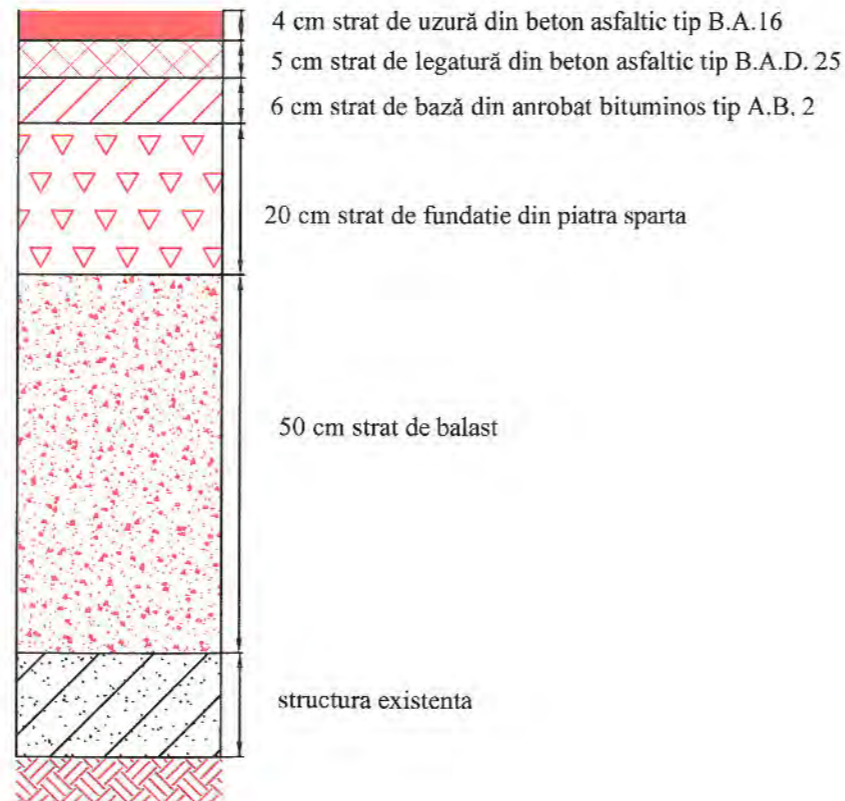 4 cm strat de uzură din beton asfaltic tip B.A.16
5 cm strat de legatură din beton asfaltic tip B.A.D. 25
6 cm strat de bază din anrobat bituminos tip A.B. 2
20 cm strat de fundatie din piatra sparta
50 cm strat de balast
structura existenta